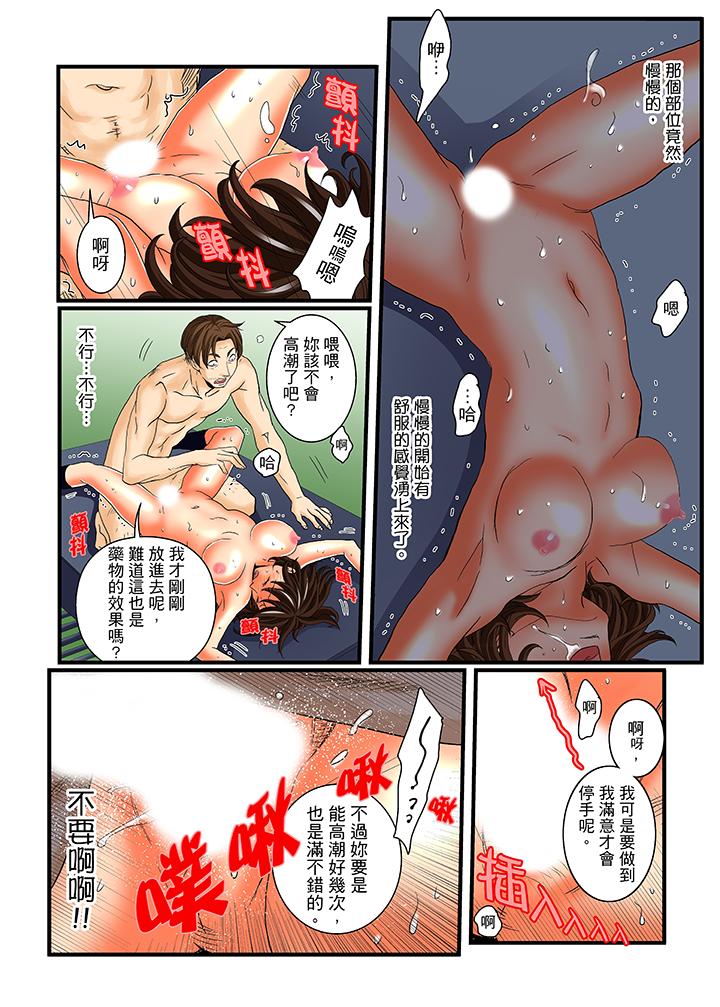 那個部位竟然
慢慢的，
咿…
嗯
…哈
慢慢的開始有
舒服的感覺湧上來了。
顫抖
嗚嗚嗯
顫抖
啊呀
喂喂，
妳該不會
高潮了吧？
啊
哈
不行…不行…
顫抖
顫抖
我才剛剛
放進去呢，
難道這也是
藥物的效果嗎？
啊呀，
啊
我可是要做到
我滿意才會
停手呢。
插入
啊
…???
噗
不過妳要是
能高潮好幾次，
也是滿不錯的。
不要啊啊!!